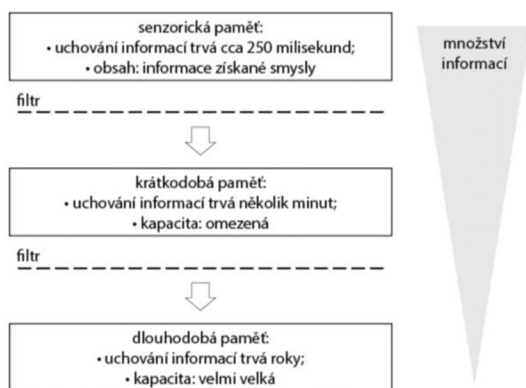 senzorická paměť:
• uchování informací trvá cca 250 milisekund;
• obsah: informace získané smysly
množství
informací
filtr
krátkodobá paměť:
• uchování informací trvá několik minut;
• kapacita: omezená
filtr
dlouhodobá paměť:
• uchování informací trvá roky;
• kapacita: velmi velká